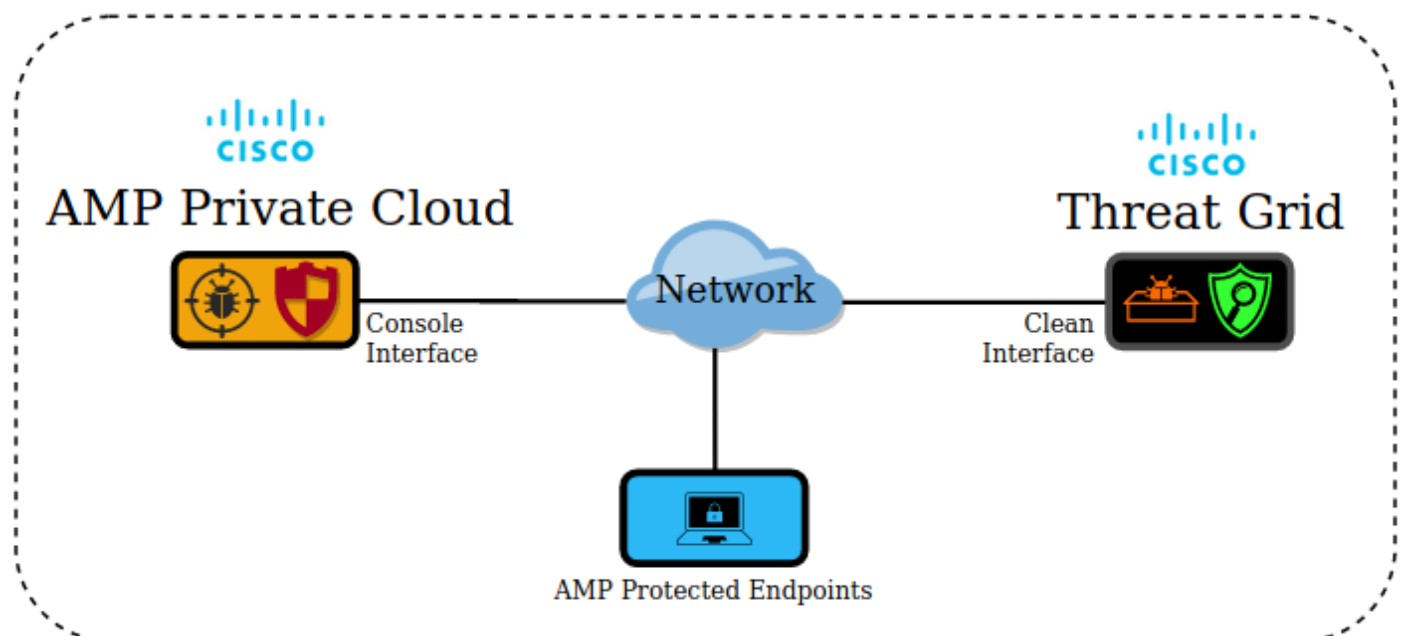 CISCO
AMP Private Cloud
CISCO
Threat Grid
Network
Console
Interface
Clean
Interface
AMP Protected Endpoints